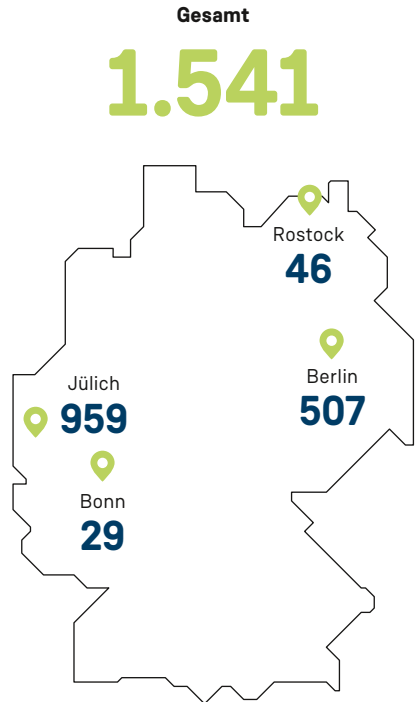 Gesamt
1.541
Rostock
46
Berlin
507
Jülich
959
Bonn
29